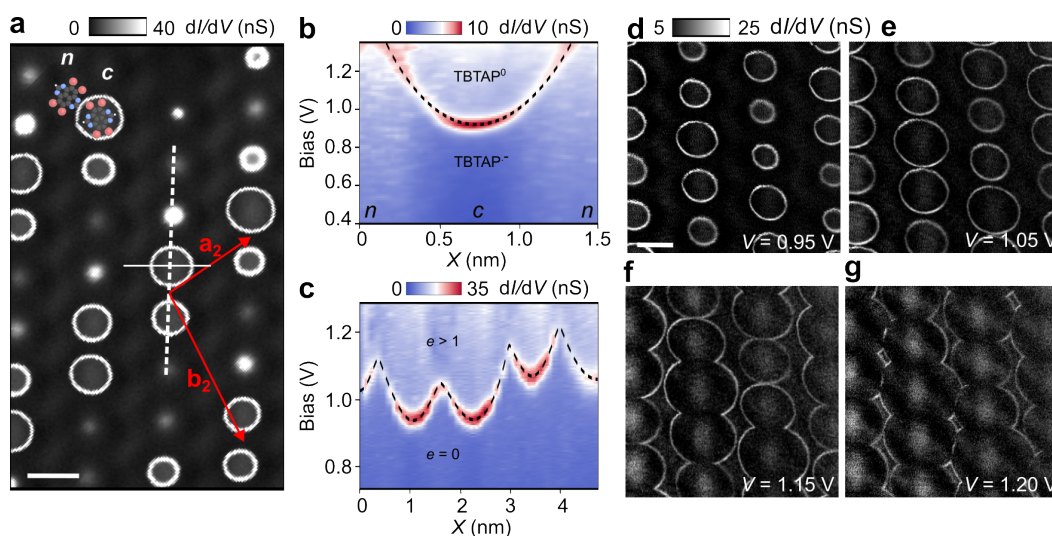 a
0 40 dI/dV (nS)
n
c
a₂
b₂
b
0 10 dI/dV (nS)
Bias (V)
1.2
1.0
0.8
0.6
0.4
TBTAP⁰
TBTAP·⁻
n c n
0 0.5 1.0 1.5
X (nm)
c
0 35 dI/dV (nS)
Bias (V)
1.2
1.0
0.8
e > 1
e = 0
0 1 2 3 4
X (nm)
d
5 25 dI/dV (nS)
e
V = 0.95 V
V = 1.05 V
f
g
V = 1.15 V
V = 1.20 V